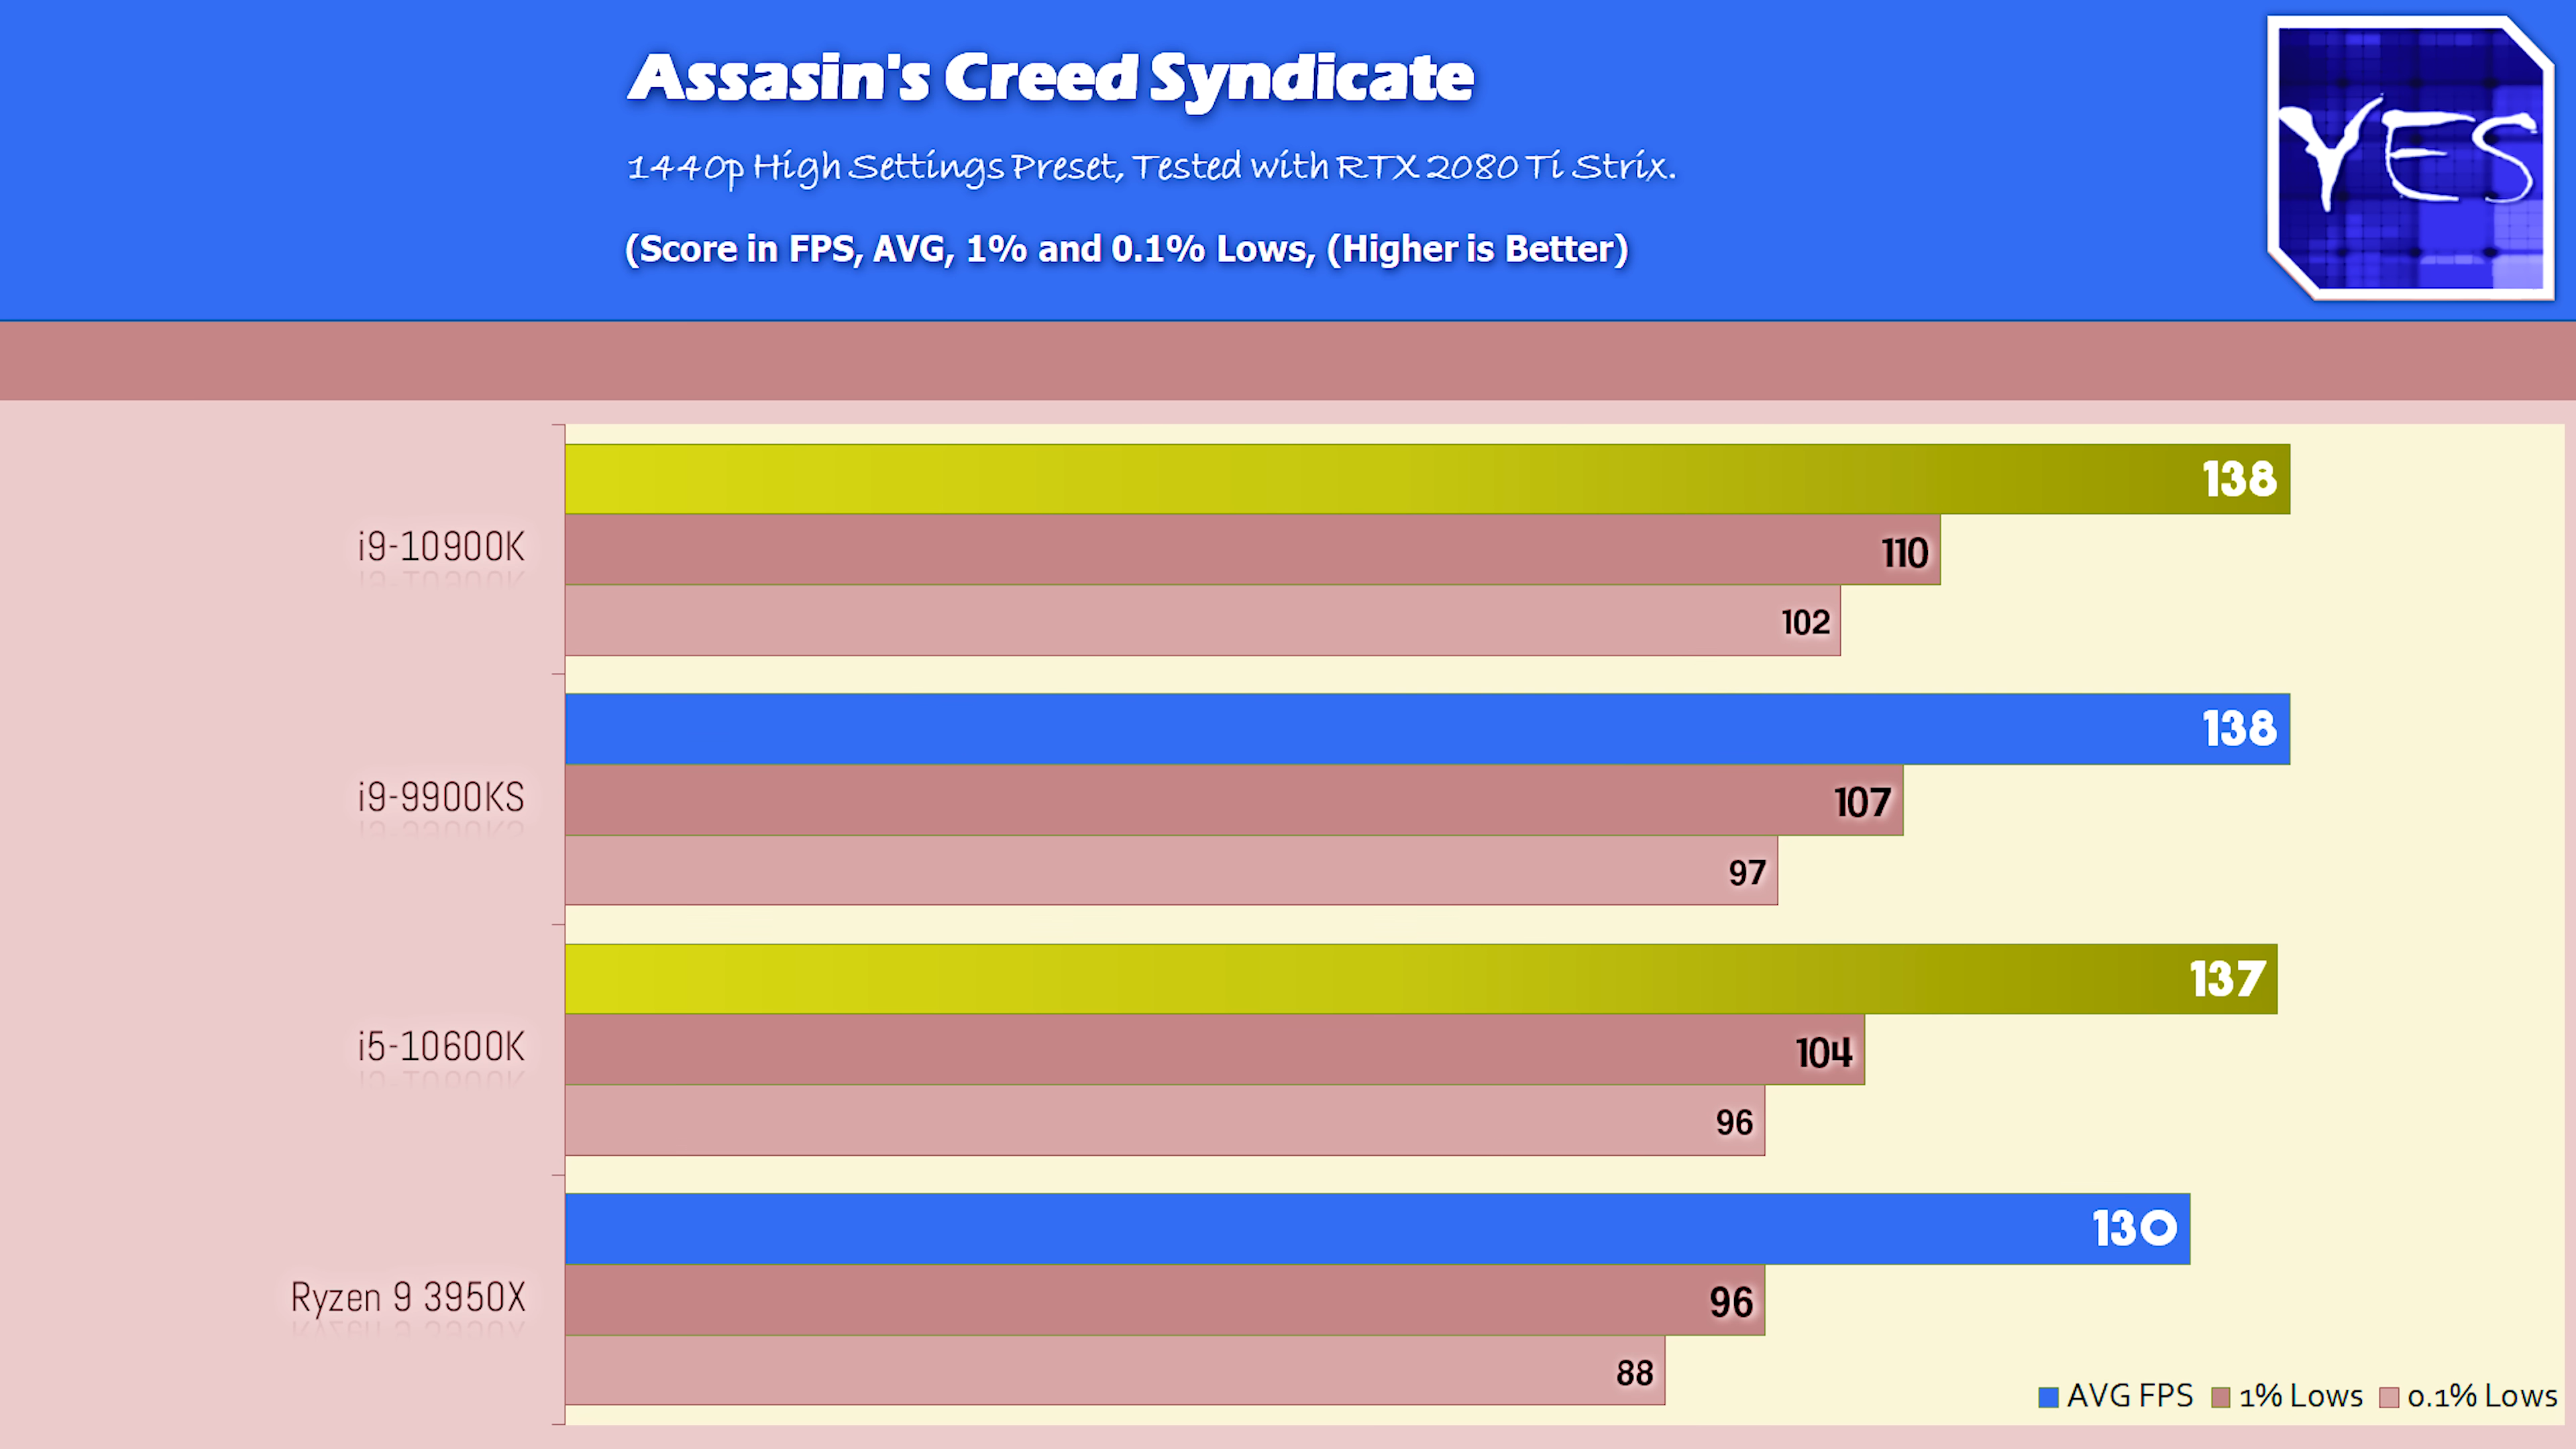 Assasin's Creed Syndicate
1440p High Settings Preset, Tested with RTX 2080 Ti Strix.
(Score in FPS, AVG, 1% and 0.1% Lows, (Higher is Better)
YES
i9-10900K
138
110
102
i9-9900KS
138
107
97
i5-10600K
137
104
96
Ryzen 9 3950X
130
96
88
AVG FPS 1% Lows 0.1% Lows